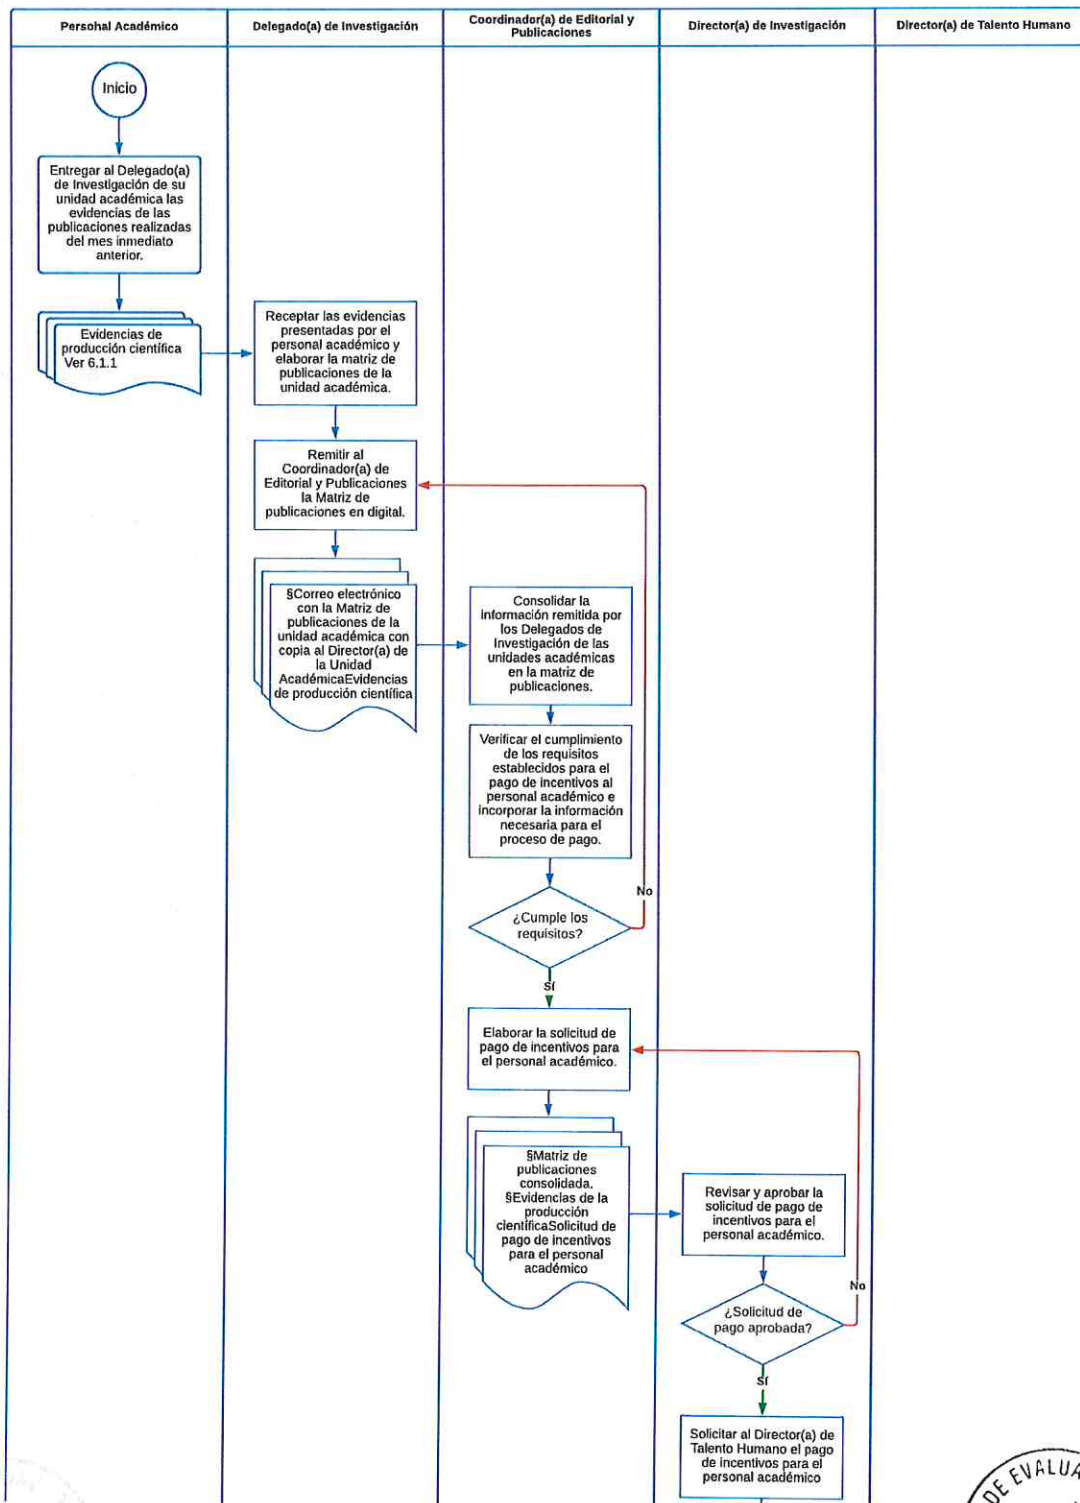 Personal Académico
Delegado(a) de Investigación
Coordinador(a) de Editorial y
Publicaciones
Director(a) de Investigación
Director(a) de Talento Humano
Inicio
Entregar al Delegado(a)
de Investigación de su
unidad académica las
evidencias de las
publicaciones realizadas
del mes inmediato
anterior.
Evidencias de
producción científica
Ver 6.1.1
Receptar las evidencias
presentadas por el
personal académico y
elaborar la matriz de
publicaciones de la
unidad académica.
Remitir al
Coordinador(a) de
Editorial y Publicaciones
la Matriz de
publicaciones en digital.
§Correo electrónico
con la Matriz de
publicaciones de la
unidad académica con
copia al Director(a) de
la Unidad
AcadémicaEvidencias
de producción científica
Consolidar la
información remitida por
los Delegados de
Investigación de las
unidades académicas
en la matriz de
publicaciones.
Verificar el cumplimiento
de los requisitos
establecidos para el
pago de incentivos al
personal académico e
incorporar la información
necesaria para el
proceso de pago.
No
¿Cumple los
requisitos?
Sí
Elaborar la solicitud de
pago de incentivos para
el personal académico.
§Matriz de
publicaciones
consolidada.
§Evidencias de la
producción
científicaSolicitud de
pago de incentivos
para el personal
académico
Revisar y aprobar la
solicitud de pago de
incentivos para el
personal académico.
No
¿Solicitud de
pago aprobada?
Sí
Solicitar al Director(a) de
Talento Humano el pago
de incentivos para el
personal académico
DE EVALUA